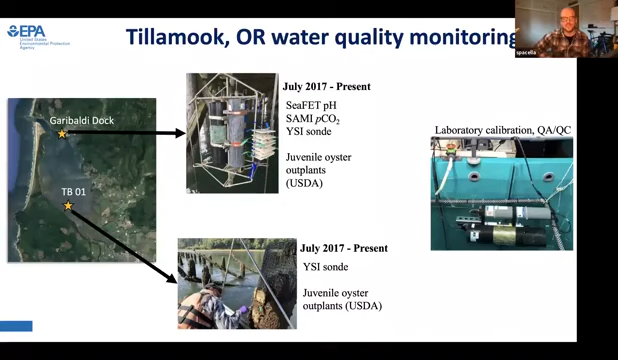 EPA
United States
Environmental Protection
Agency
Tillamook, OR water quality monitoring
spacella
July 2017 - Present
SeaFET pH
SAMI pCO2
YSI sonde
Juvenile oyster
outplants
(USDA)
Garibaldi Dock
TB 01
Laboratory calibration, QA/QC
July 2017 - Present
YSI sonde
Juvenile oyster
outplants (USDA)